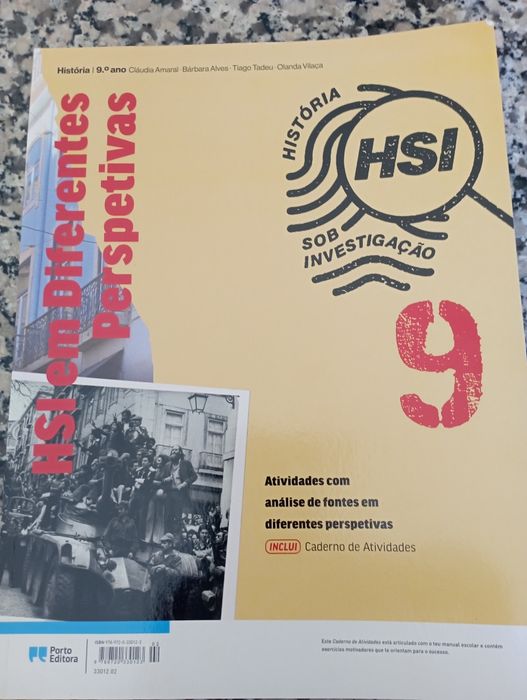 História | 9.º ano Cláudia Amaral · Bárbara Alves · Tiago Tadeu · Olanda Vilaça
HSI em Diferentes
Perspetivas
HISTÓRIA
HSI
SOB
INVESTIGAÇÃO
9
Atividades com
análise de fontes em
diferentes perspetivas
INCLUI Caderno de Atividades
Porto
Editora
33012.02
Este Caderno de Atividades está articulado com o teu manual escolar e contém
exercícios motivadores que te orientam para o sucesso.